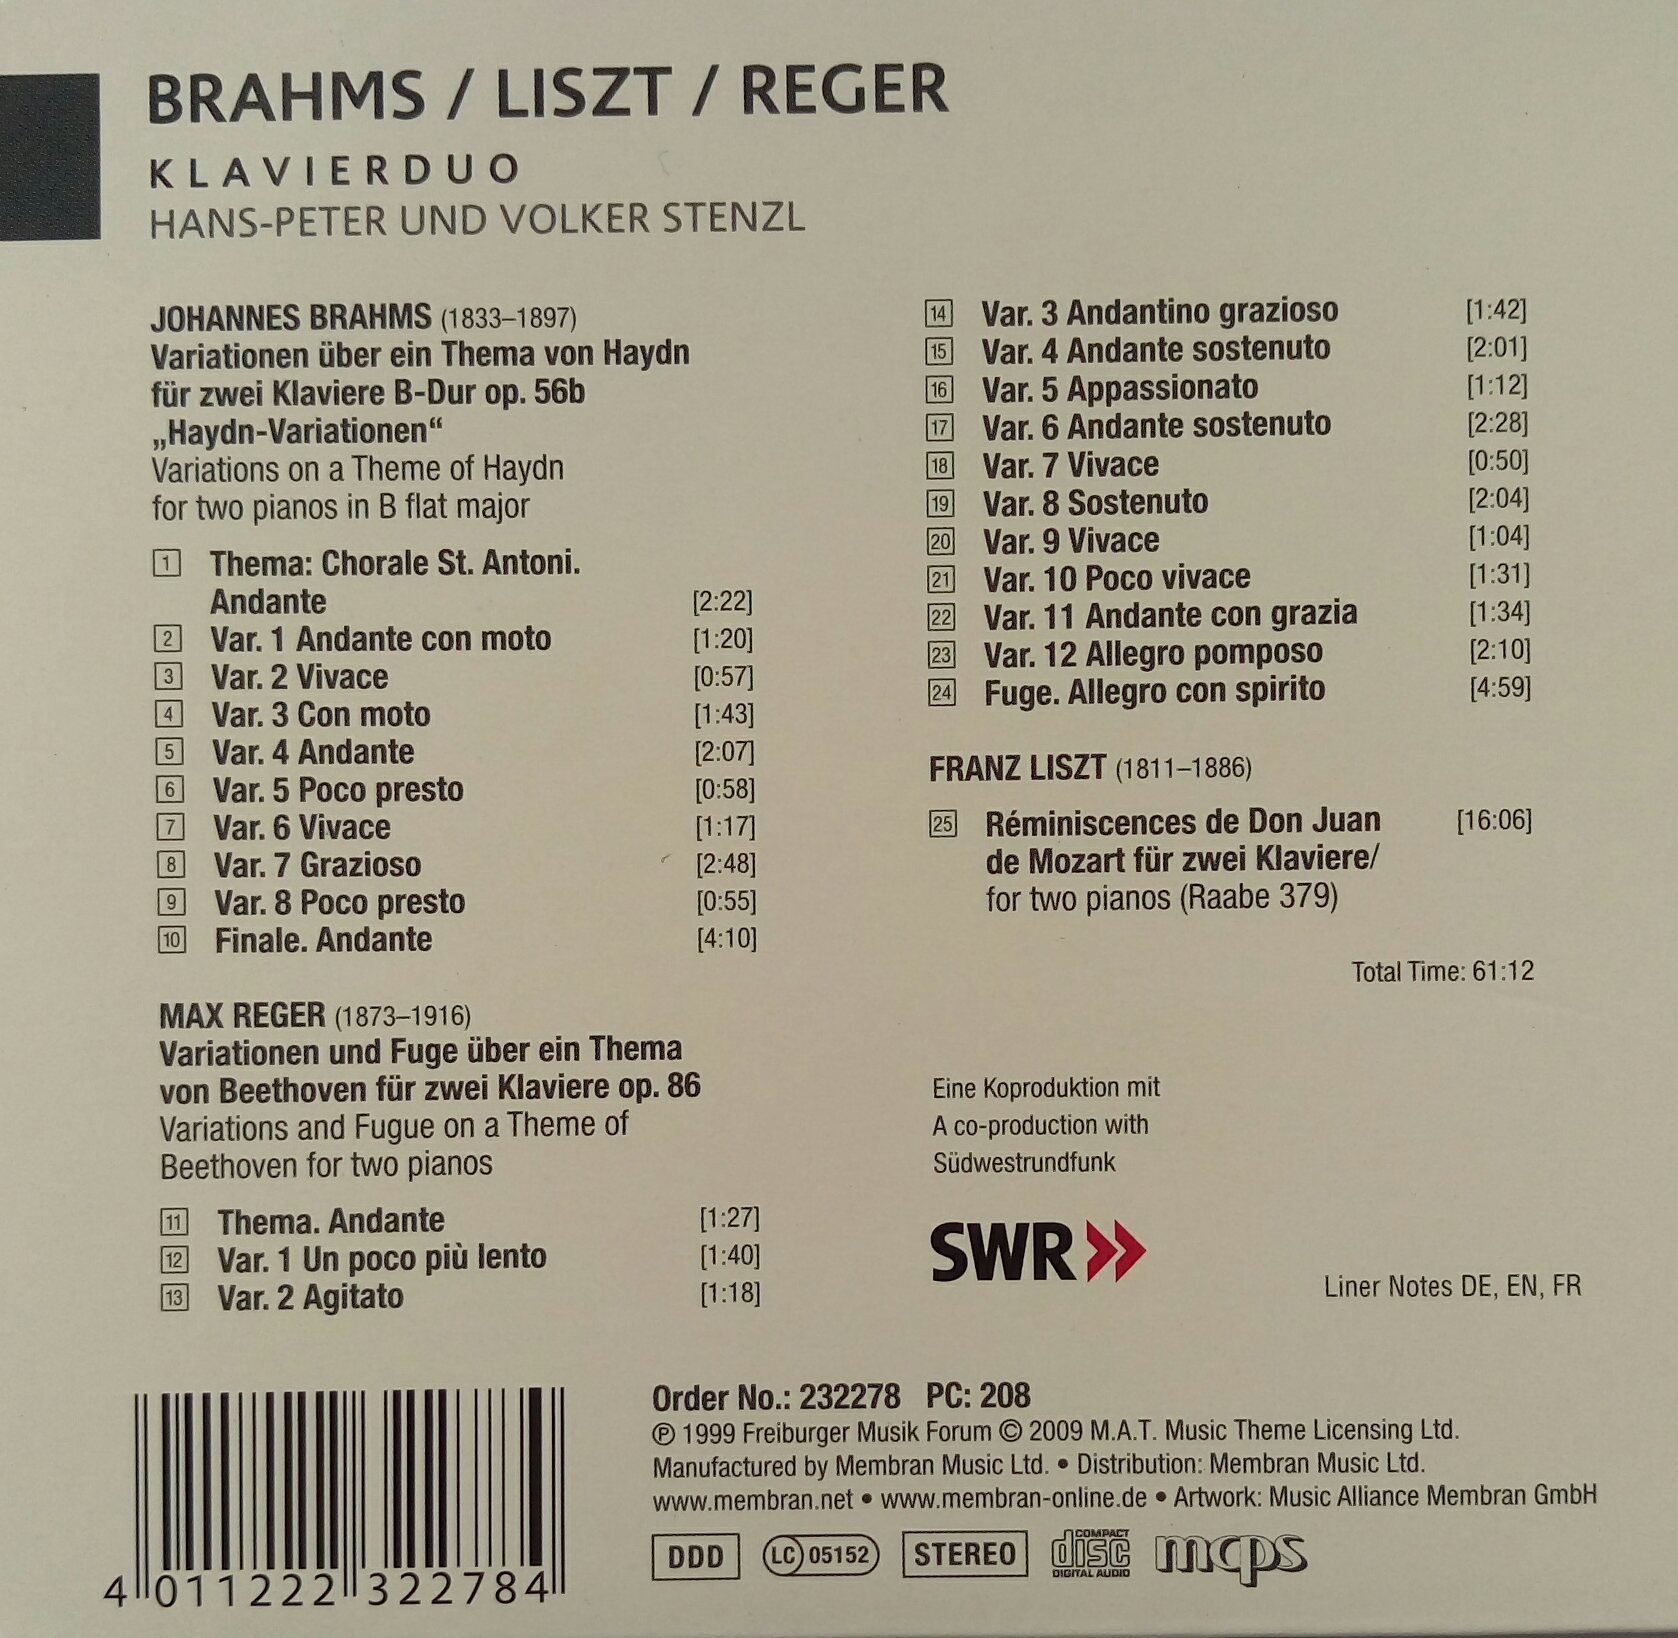 BRAHMS / LISZT / REGER
KLAVIERDUO
HANS-PETER UND VOLKER STENZL
JOHANNES BRAHMS (1833–1897)
Variationen über ein Thema von Haydn
für zwei Klaviere B-Dur op. 56b
„Haydn-Variationen“
Variations on a Theme of Haydn
for two pianos in B flat major
1 Thema: Chorale St. Antoni.
Andante [2:22]
2 Var. 1 Andante con moto [1:20]
3 Var. 2 Vivace [0:57]
4 Var. 3 Con moto [1:43]
5 Var. 4 Andante [2:07]
6 Var. 5 Poco presto [0:58]
7 Var. 6 Vivace [1:17]
8 Var. 7 Grazioso [2:48]
9 Var. 8 Poco presto [0:55]
10 Finale. Andante [4:10]
MAX REGER (1873–1916)
Variationen und Fuge über ein Thema
von Beethoven für zwei Klaviere op. 86
Variations and Fugue on a Theme of
Beethoven for two pianos
11 Thema. Andante [1:27]
12 Var. 1 Un poco più lento [1:40]
13 Var. 2 Agitato [1:18]
14 Var. 3 Andantino grazioso [1:42]
15 Var. 4 Andante sostenuto [2:01]
16 Var. 5 Appassionato [1:12]
17 Var. 6 Andante sostenuto [2:28]
18 Var. 7 Vivace [0:50]
19 Var. 8 Sostenuto [2:04]
20 Var. 9 Vivace [1:04]
21 Var. 10 Poco vivace [1:31]
22 Var. 11 Andante con grazia [1:34]
23 Var. 12 Allegro pomposo [2:10]
24 Fuge. Allegro con spirito [4:59]
FRANZ LISZT (1811–1886)
25 Réminiscences de Don Juan [16:06]
de Mozart für zwei Klaviere/
for two pianos (Raabe 379)
Total Time: 61:12
Eine Koproduktion mit
A co-production with
Südwestrundfunk
SWR
Liner Notes DE, EN, FR
Order No.: 232278 PC: 208
℗ 1999 Freiburger Musik Forum © 2009 M.A.T. Music Theme Licensing Ltd.
Manufactured by Membran Music Ltd. • Distribution: Membran Music Ltd.
www.membran.net • www.membran-online.de • Artwork: Music Alliance Membran GmbH
DDD LC 05152 STEREO COMPACT disc DIGITAL AUDIO mcps
4 011222 322784